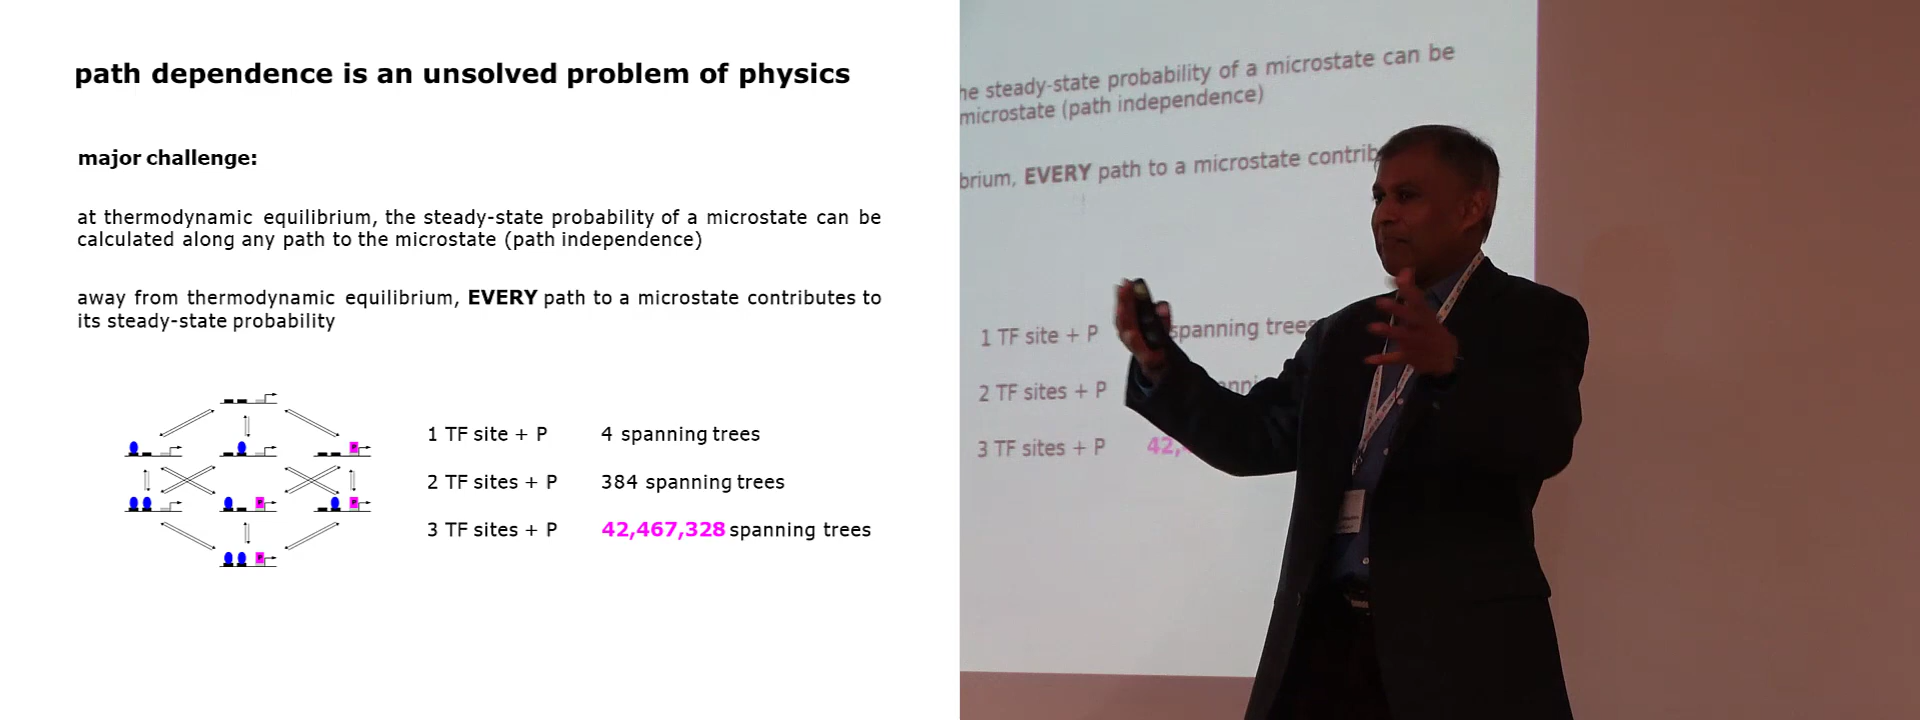 path dependence is an unsolved problem of physics
major challenge:
at thermodynamic equilibrium, the steady-state probability of a microstate can be
calculated along any path to the microstate (path independence)
away from thermodynamic equilibrium, EVERY path to a microstate contributes to
its steady-state probability
P
P
P
P
1 TF site + P 4 spanning trees
2 TF sites + P 384 spanning trees
3 TF sites + P 42,467,328 spanning trees
he steady-state probability of a microstate can be
microstate (path independence)
brium, EVERY path to a microstate contrib
1 TF site + P spanning trees
2 TF sites + P
3 TF sites + P 42,